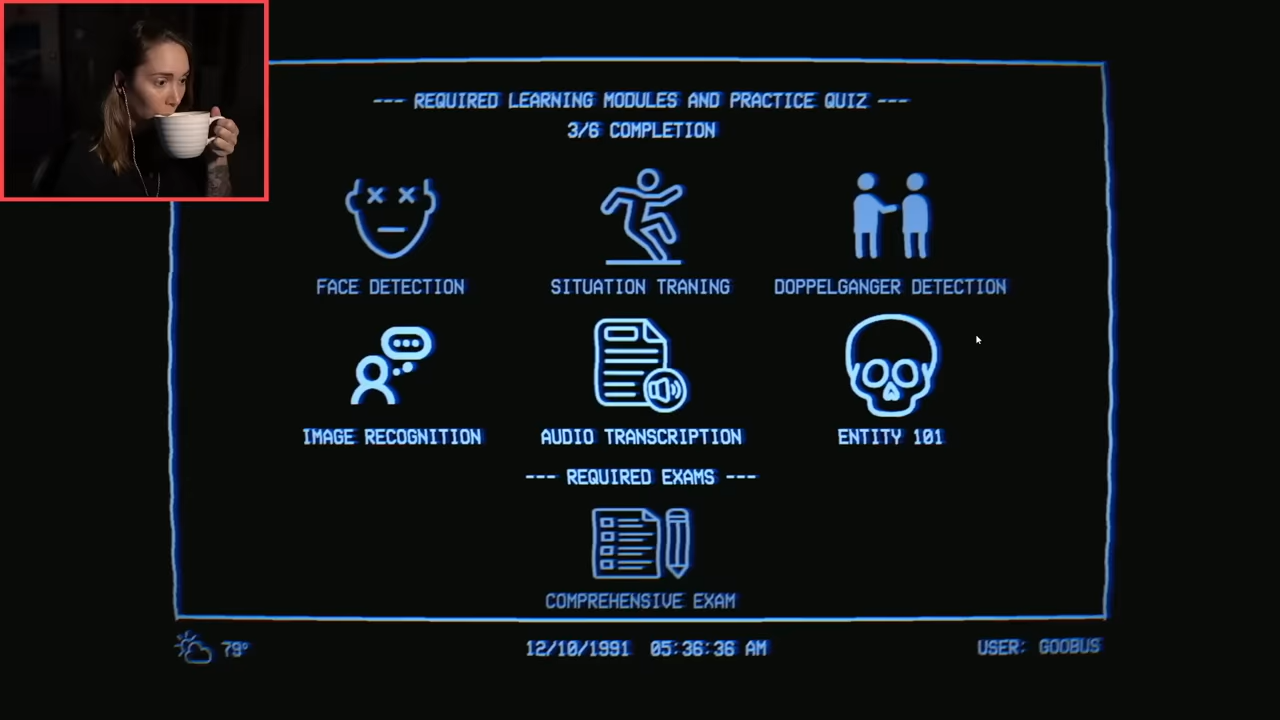 --- REQUIRED LEARNING MODULES AND PRACTICE QUIZ ---
3/6 COMPLETION
FACE DETECTION
SITUATION TRANING
DOPPELGANGER DETECTION
IMAGE RECOGNITION
AUDIO TRANSCRIPTION
ENTITY 101
--- REQUIRED EXAMS ---
COMPREHENSIVE EXAM
79°
12/10/1991 05:36:36 AM
USER: GOOBUS